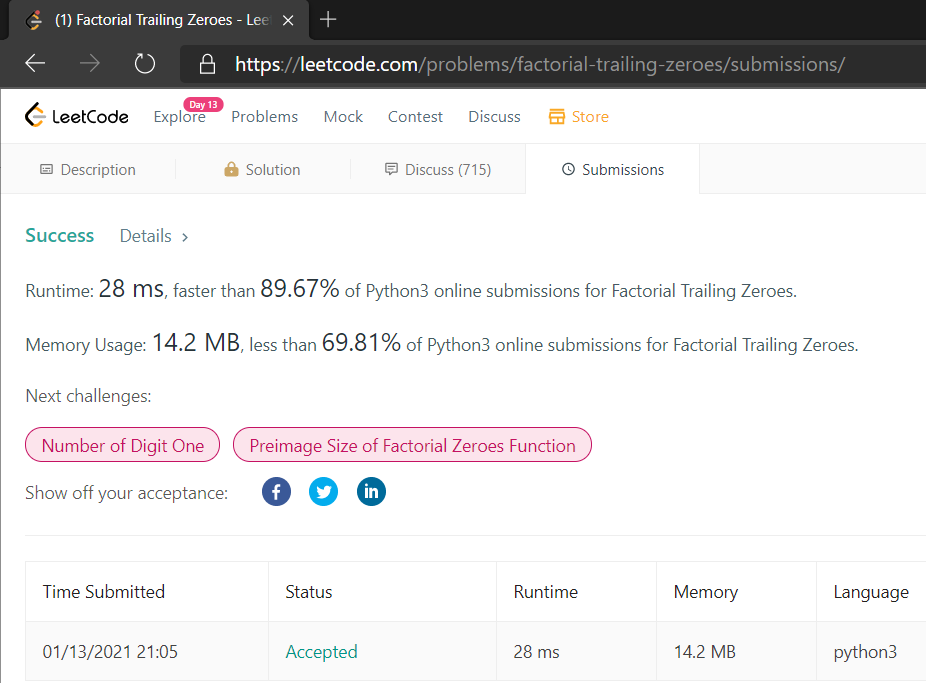 (1) Factorial Trailing Zeroes - Lee
https://leetcode.com/problems/factorial-trailing-zeroes/submissions/
Day 13
LeetCode Explore Problems Mock Contest Discuss Store
Description Solution Discuss (715) Submissions
Success Details >
Runtime: 28 ms, faster than 89.67% of Python3 online submissions for Factorial Trailing Zeroes.
Memory Usage: 14.2 MB, less than 69.81% of Python3 online submissions for Factorial Trailing Zeroes.
Next challenges:
Number of Digit One Preimage Size of Factorial Zeroes Function
Show off your acceptance:
Time Submitted Status Runtime Memory Language
01/13/2021 21:05 Accepted 28 ms 14.2 MB python3